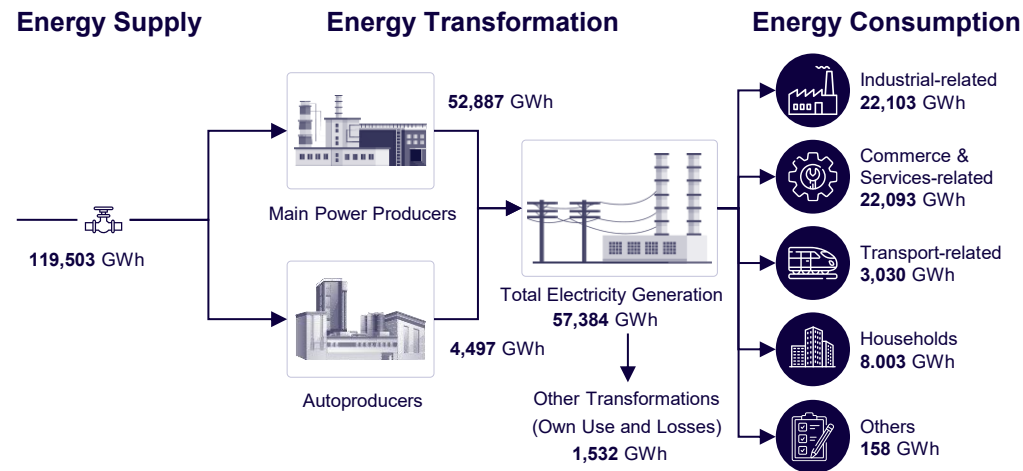 Energy Supply
Energy Transformation
Energy Consumption
119,503 GWh
52,887 GWh
Main Power Producers
4,497 GWh
Autoproducers
Total Electricity Generation
57,384 GWh
Other Transformations
(Own Use and Losses)
1,532 GWh
Industrial-related
22,103 GWh
Commerce &
Services-related
22,093 GWh
Transport-related
3,030 GWh
Households
8.003 GWh
Others
158 GWh